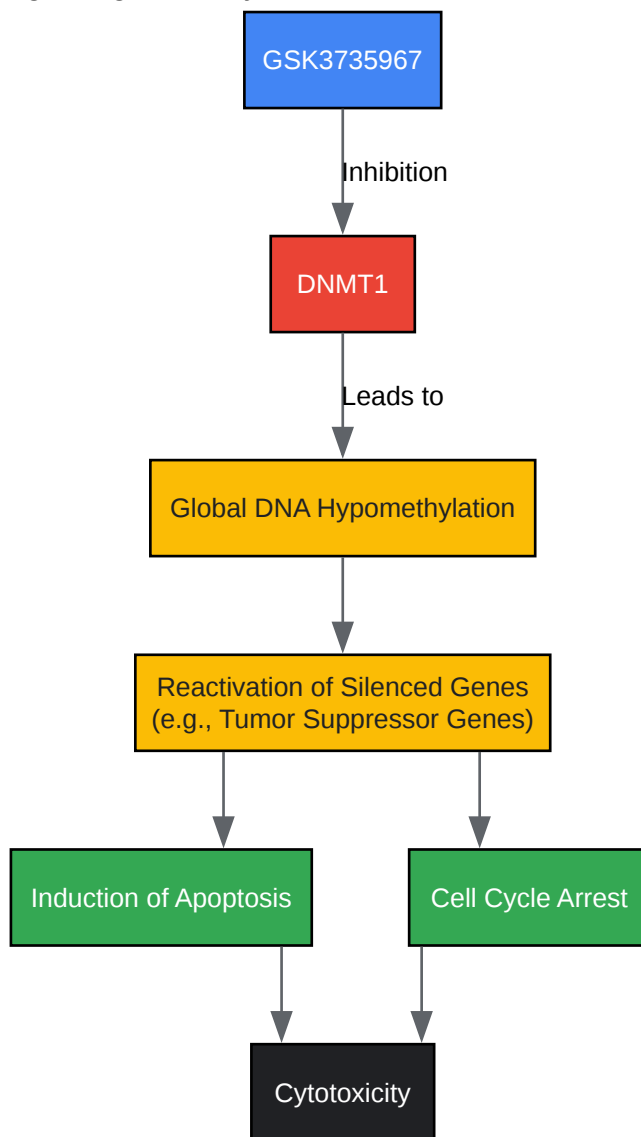 GSK3735967
Inhibition
DNMT1
Leads to
Global DNA Hypomethylation
Reactivation of Silenced Genes
(e.g., Tumor Suppressor Genes)
Induction of Apoptosis
Cell Cycle Arrest
Cytotoxicity